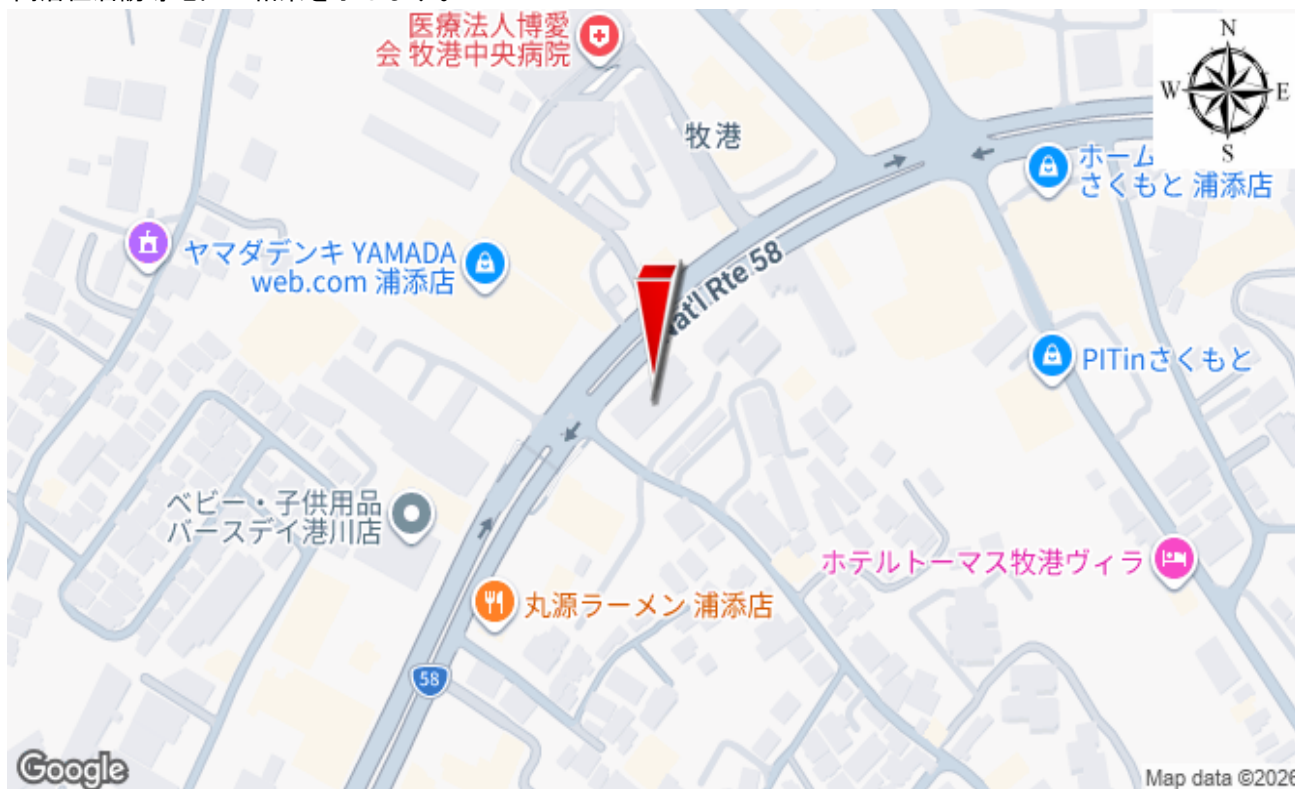 医療法人博愛
会 牧港中央病院
N
W
E
S
牧港
ホーム
さくもと 浦添店
ヤマダデンキ YAMADA
web.com 浦添店
Nat'l Rte 58
PITinさくもと
ベビー・子供用品
バースデイ港川店
ホテルトーマス牧港ヴィラ
丸源ラーメン 浦添店
58
Google
Map data ©2026